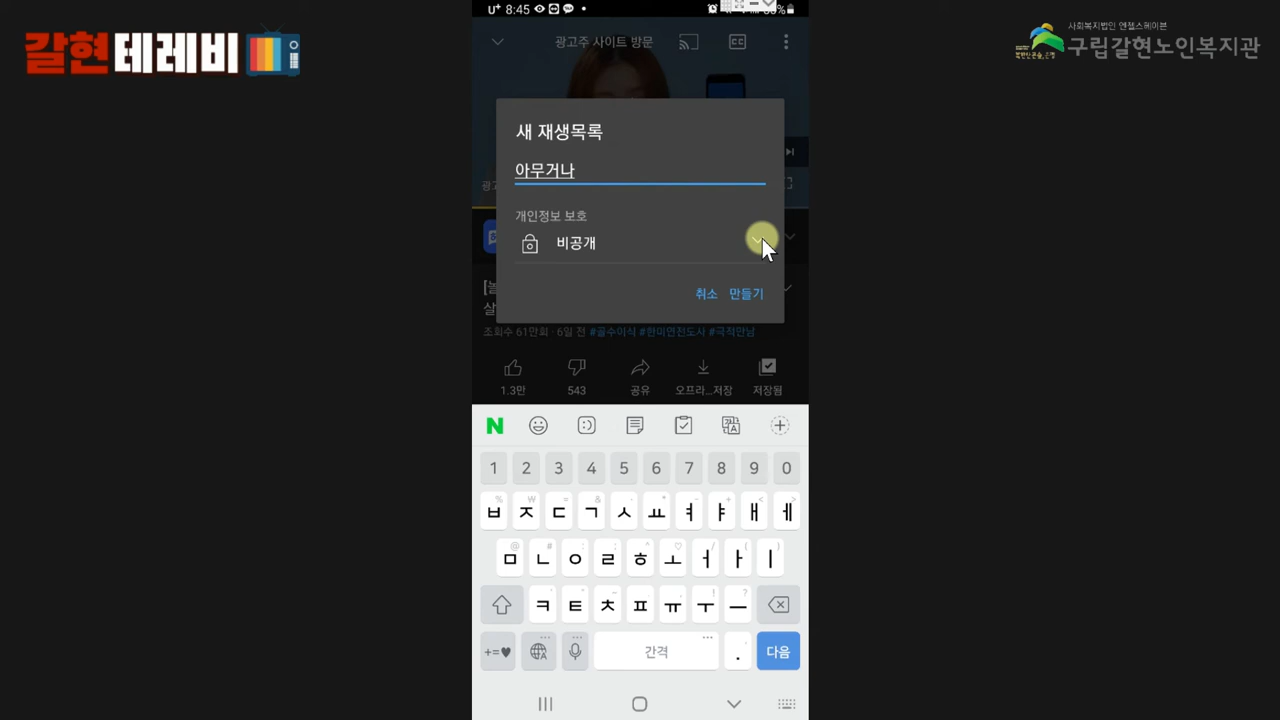 갈현테레비
사회복지법인 엔젤스헤이븐
구립갈현노인복지관
U+ 8:45
광고주 사이트 방문
CC
새 재생목록
아무거나
광고
개인정보 보호
비공개
취소 만들기
살
조회수 61만회 · 6일 전 #골수이식 #한미연전도사 #극적만남
1.3만 543 공유 오프라...저장 저장됨
N
1 2 3 4 5 6 7 8 9 0
ㅂ ㅈ ㄷ ㄱ ㅅ ㅛ ㅕ ㅑ ㅐ ㅔ
ㅁ ㄴ ㅇ ㄹ ㅎ ㅗ ㅓ ㅏ ㅣ
ㅋ ㅌ ㅊ ㅍ ㅠ ㅜ ㅡ
+=♥ 간격 . 다음